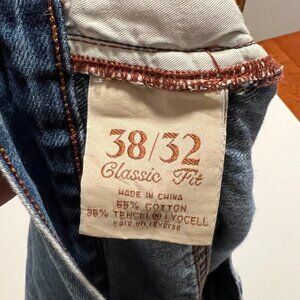 38/32
Classic Fit
MADE IN CHINA
65% COTTON
35% TENCEL® LYOCELL
Care on reverse